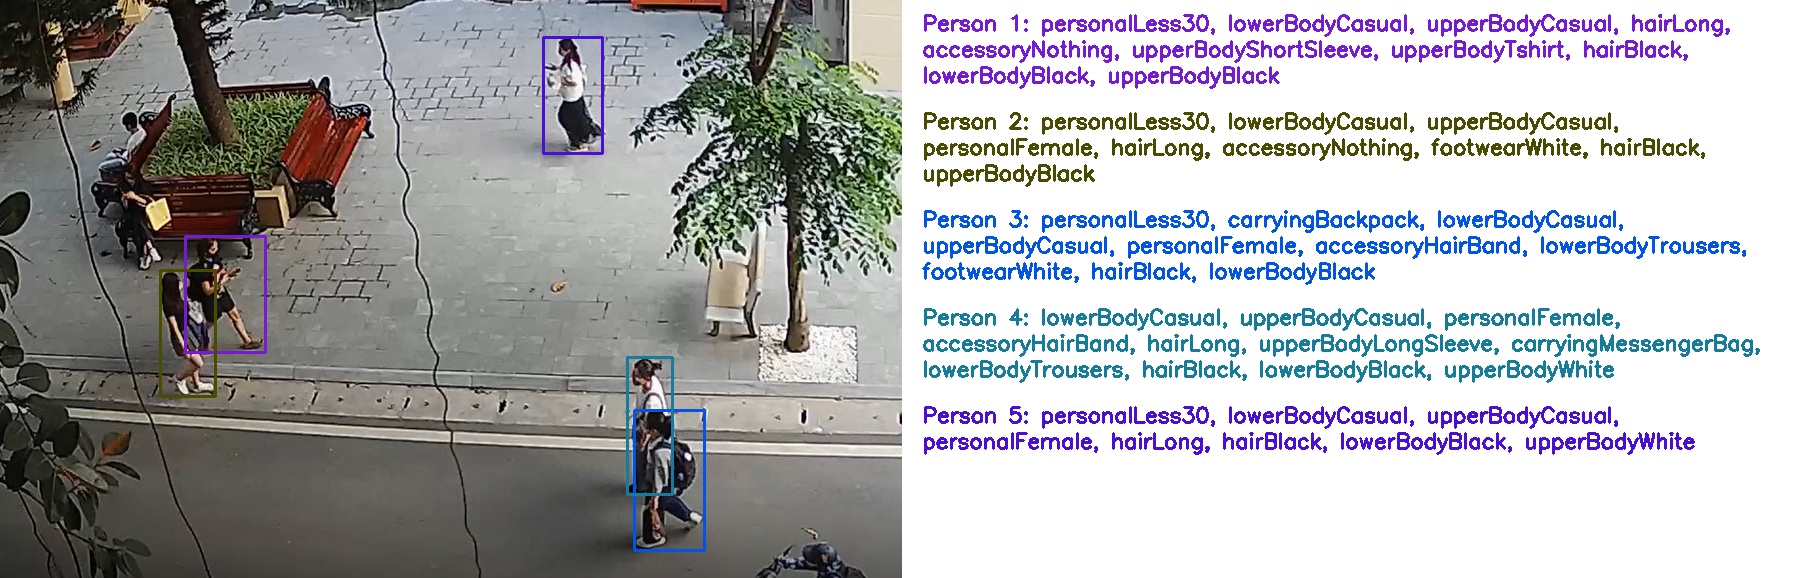 Person 1: personalLess30, lowerBodyCasual, upperBodyCasual, hairLong,
accessoryNothing, upperBodyShortSleeve, upperBodyTshirt, hairBlack,
lowerBodyBlack, upperBodyBlack
Person 2: personalLess30, lowerBodyCasual, upperBodyCasual,
personalFemale, hairLong, accessoryNothing, footwearWhite, hairBlack,
upperBodyBlack
Person 3: personalLess30, carryingBackpack, lowerBodyCasual,
upperBodyCasual, personalFemale, accessoryHairBand, lowerBodyTrousers,
footwearWhite, hairBlack, lowerBodyBlack
Person 4: lowerBodyCasual, upperBodyCasual, personalFemale,
accessoryHairBand, hairLong, upperBodyLongSleeve, carryingMessengerBag,
lowerBodyTrousers, hairBlack, lowerBodyBlack, upperBodyWhite
Person 5: personalLess30, lowerBodyCasual, upperBodyCasual,
personalFemale, hairLong, hairBlack, lowerBodyBlack, upperBodyWhite